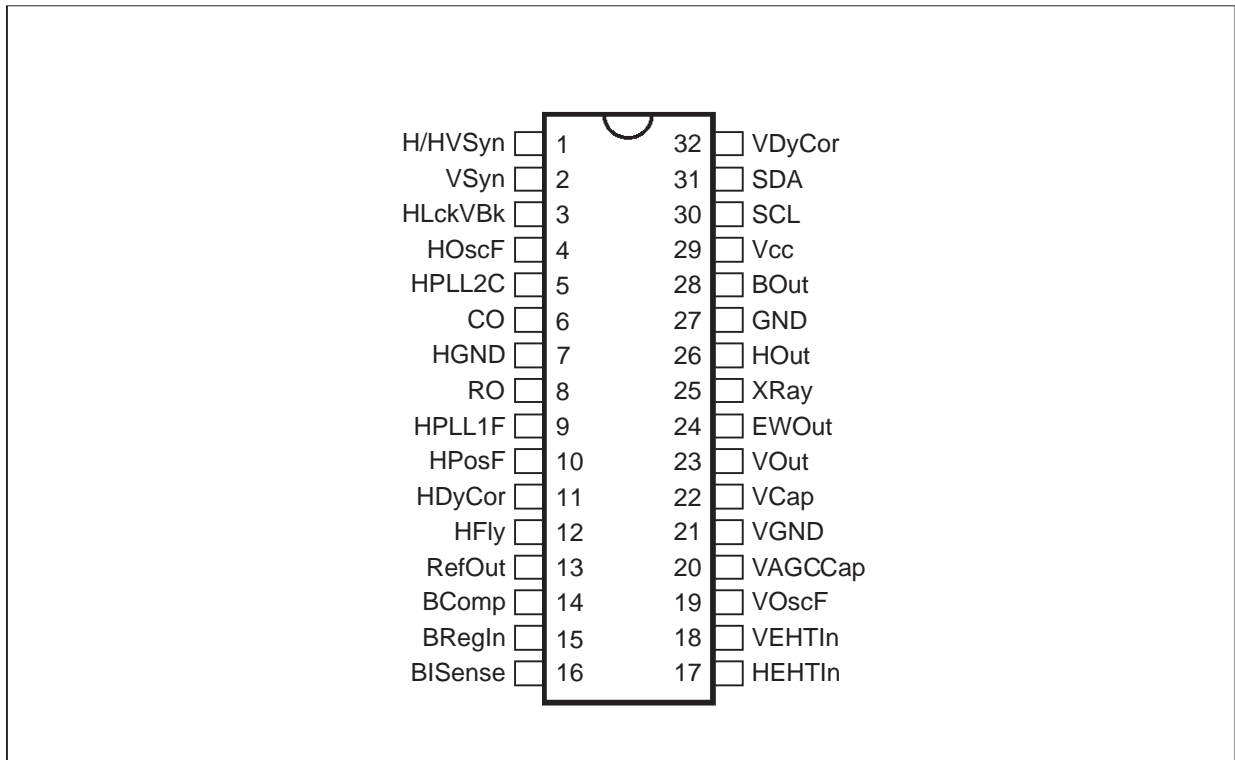 H/HVSyn 1 32 VDyCor
VSyn 2 31 SDA
HLckVBk 3 30 SCL
HOscF 4 29 Vcc
HPLL2C 5 28 BOut
CO 6 27 GND
HGND 7 26 HOut
RO 8 25 XRay
HPLL1F 9 24 EWOut
HPosF 10 23 VOut
HDyCor 11 22 VCap
HFly 12 21 VGND
RefOut 13 20 VAGCCap
BComp 14 19 VOscF
BRegIn 15 18 VEHTIn
BISense 16 17 HEHTIn